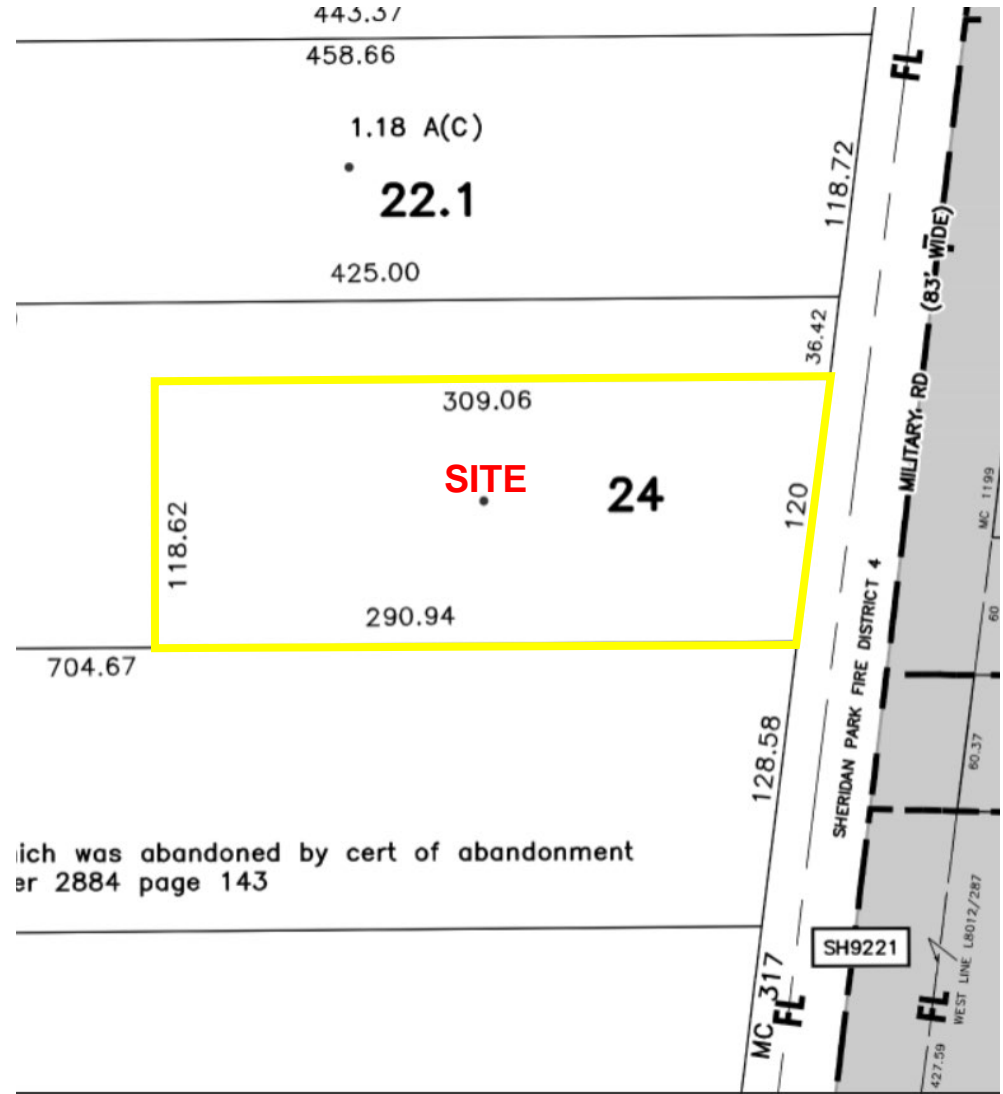 443.37
458.66
1.18 A(C)
22.1
425.00
118.72
FL
(83' WIDE)
MILITARY RD
36.42
309.06
SITE
24
120
118.62
290.94
704.67
128.58
SHERIDAN PARK FIRE DISTRICT 4
MC 1199
60
60.37
ich was abandoned by cert of abandonment
er 2884 page 143
SH9221
MC 317
FL
FL
WEST LINE L8012/287
427.59